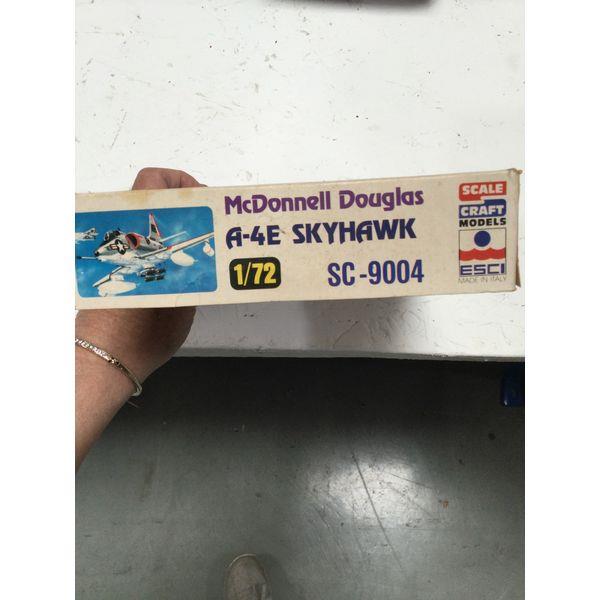 McDonnell Douglas
A-4E SKYHAWK
1/72
SC-9004
SCALE
CRAFT
MODELS
ESCI
MADE IN ITALY